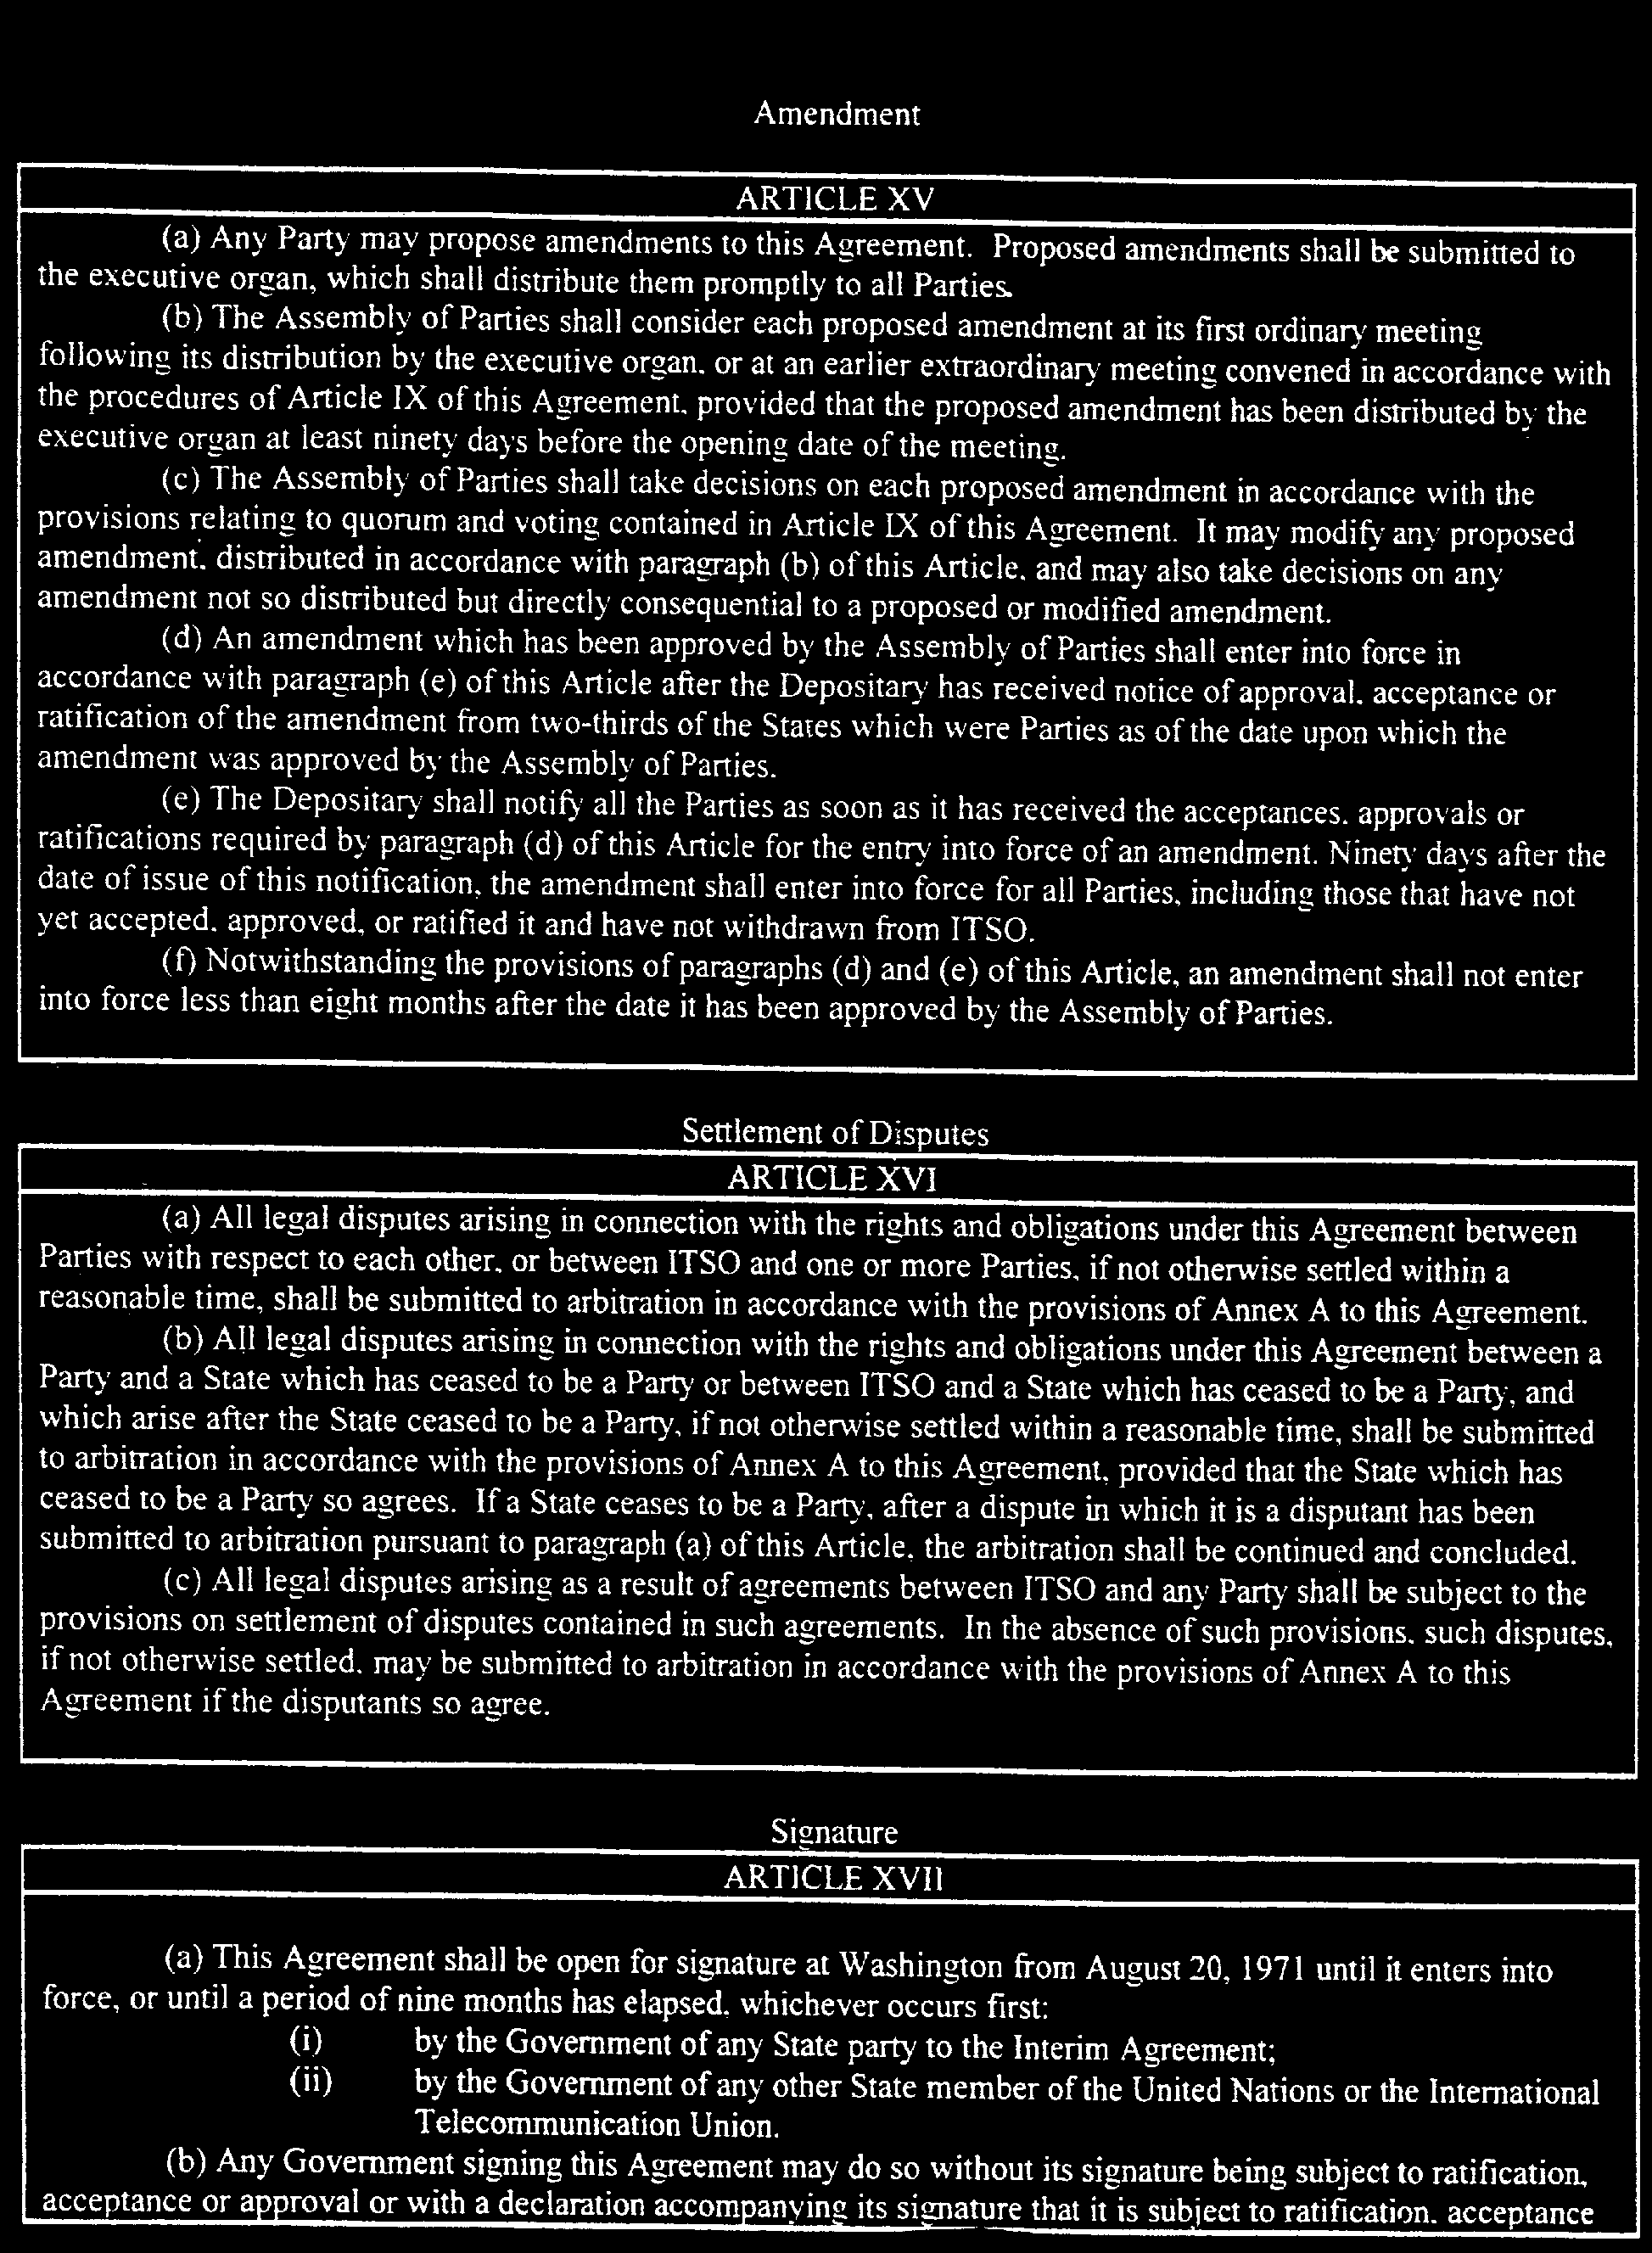 Amendment
ARTICLE XV
(a) Any Party may propose amendments to this Agreement. Proposed amendments shall be submitted to
the executive organ, which shall distribute them promptly to all Parties.
(b) The Assembly of Parties shall consider each proposed amendment at its first ordinary meeting
following its distribution by the executive organ, or at an earlier extraordinary meeting convened in accordance with
the procedures of Article IX of this Agreement, provided that the proposed amendment has been distributed by the
executive organ at least ninety days before the opening date of the meeting.
(c) The Assembly of Parties shall take decisions on each proposed amendment in accordance with the
provisions relating to quorum and voting contained in Article IX of this Agreement. It may modify any proposed
amendment, distributed in accordance with paragraph (b) of this Article, and may also take decisions on any
amendment not so distributed but directly consequential to a proposed or modified amendment.
(d) An amendment which has been approved by the Assembly of Parties shall enter into force in
accordance with paragraph (e) of this Article after the Depositary has received notice of approval, acceptance or
ratification of the amendment from two-thirds of the States which were Parties as of the date upon which the
amendment was approved by the Assembly of Parties.
(e) The Depositary shall notify all the Parties as soon as it has received the acceptances, approvals or
ratifications required by paragraph (d) of this Article for the entry into force of an amendment. Ninety days after the
date of issue of this notification, the amendment shall enter into force for all Parties, including those that have not
yet accepted, approved, or ratified it and have not withdrawn from ITSO.
(f) Notwithstanding the provisions of paragraphs (d) and (e) of this Article, an amendment shall not enter
into force less than eight months after the date it has been approved by the Assembly of Parties.
Settlement of Disputes
ARTICLE XVI
(a) All legal disputes arising in connection with the rights and obligations under this Agreement between
Parties with respect to each other, or between ITSO and one or more Parties, if not otherwise settled within a
reasonable time, shall be submitted to arbitration in accordance with the provisions of Annex A to this Agreement.
(b) All legal disputes arising in connection with the rights and obligations under this Agreement between a
Party and a State which has ceased to be a Party or between ITSO and a State which has ceased to be a Party, and
which arise after the State ceased to be a Party, if not otherwise settled within a reasonable time, shall be submitted
to arbitration in accordance with the provisions of Annex A to this Agreement, provided that the State which has
ceased to be a Party so agrees. If a State ceases to be a Party, after a dispute in which it is a disputant has been
submitted to arbitration pursuant to paragraph (a) of this Article, the arbitration shall be continued and concluded.
(c) All legal disputes arising as a result of agreements between ITSO and any Party shall be subject to the
provisions on settlement of disputes contained in such agreements. In the absence of such provisions, such disputes,
if not otherwise settled, may be submitted to arbitration in accordance with the provisions of Annex A to this
Agreement if the disputants so agree.
Signature
ARTICLE XVII
(a) This Agreement shall be open for signature at Washington from August 20, 1971 until it enters into
force, or until a period of nine months has elapsed, whichever occurs first:
(i) by the Government of any State party to the Interim Agreement;
(ii) by the Government of any other State member of the United Nations or the International
Telecommunication Union.
(b) Any Government signing this Agreement may do so without its signature being subject to ratification,
acceptance or approval or with a declaration accompanying its signature that it is subject to ratification, acceptance